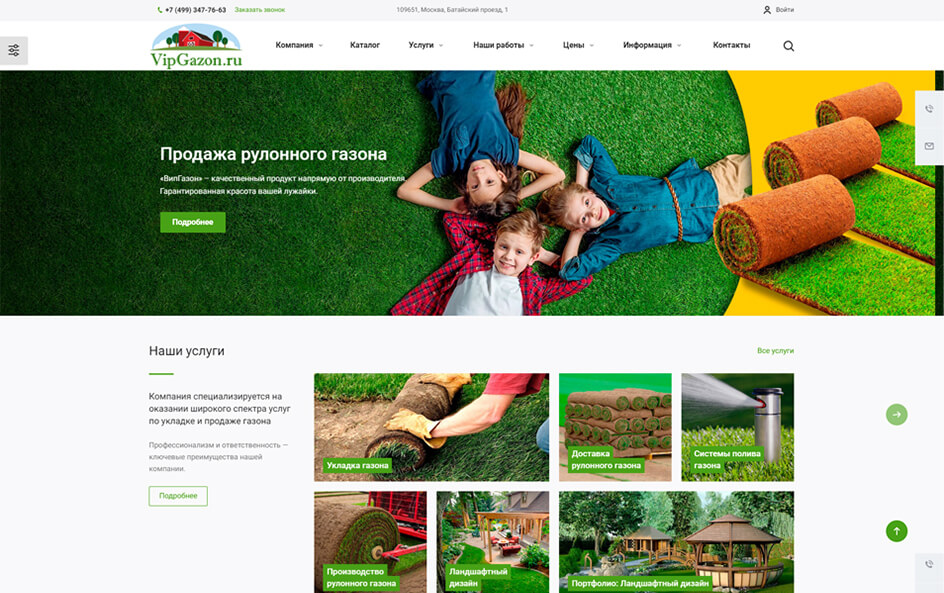 +7 (499) 347-76-63 Заказать звонок 109651, Москва, Батайский проезд, 1 Войти
VipGazon.ru
Компания Каталог Услуги Наши работы Цены Информация Контакты
Продажа рулонного газона
«ВипГазон» – качественный продукт напрямую от производителя.
Гарантированная красота вашей лужайки.
Подробнее
Наши услуги
Все услуги
Компания специализируется на
оказании широкого спектра услуг
по укладке и продаже газона
Профессионализм и ответственность —
ключевые преимущества нашей
компании.
Подробнее
Укладка газона
Доставка
рулонного газона
Системы полива
газона
Производство
рулонного газона
Ландшафтный
дизайн
Портфолио: Ландшафтный дизайн